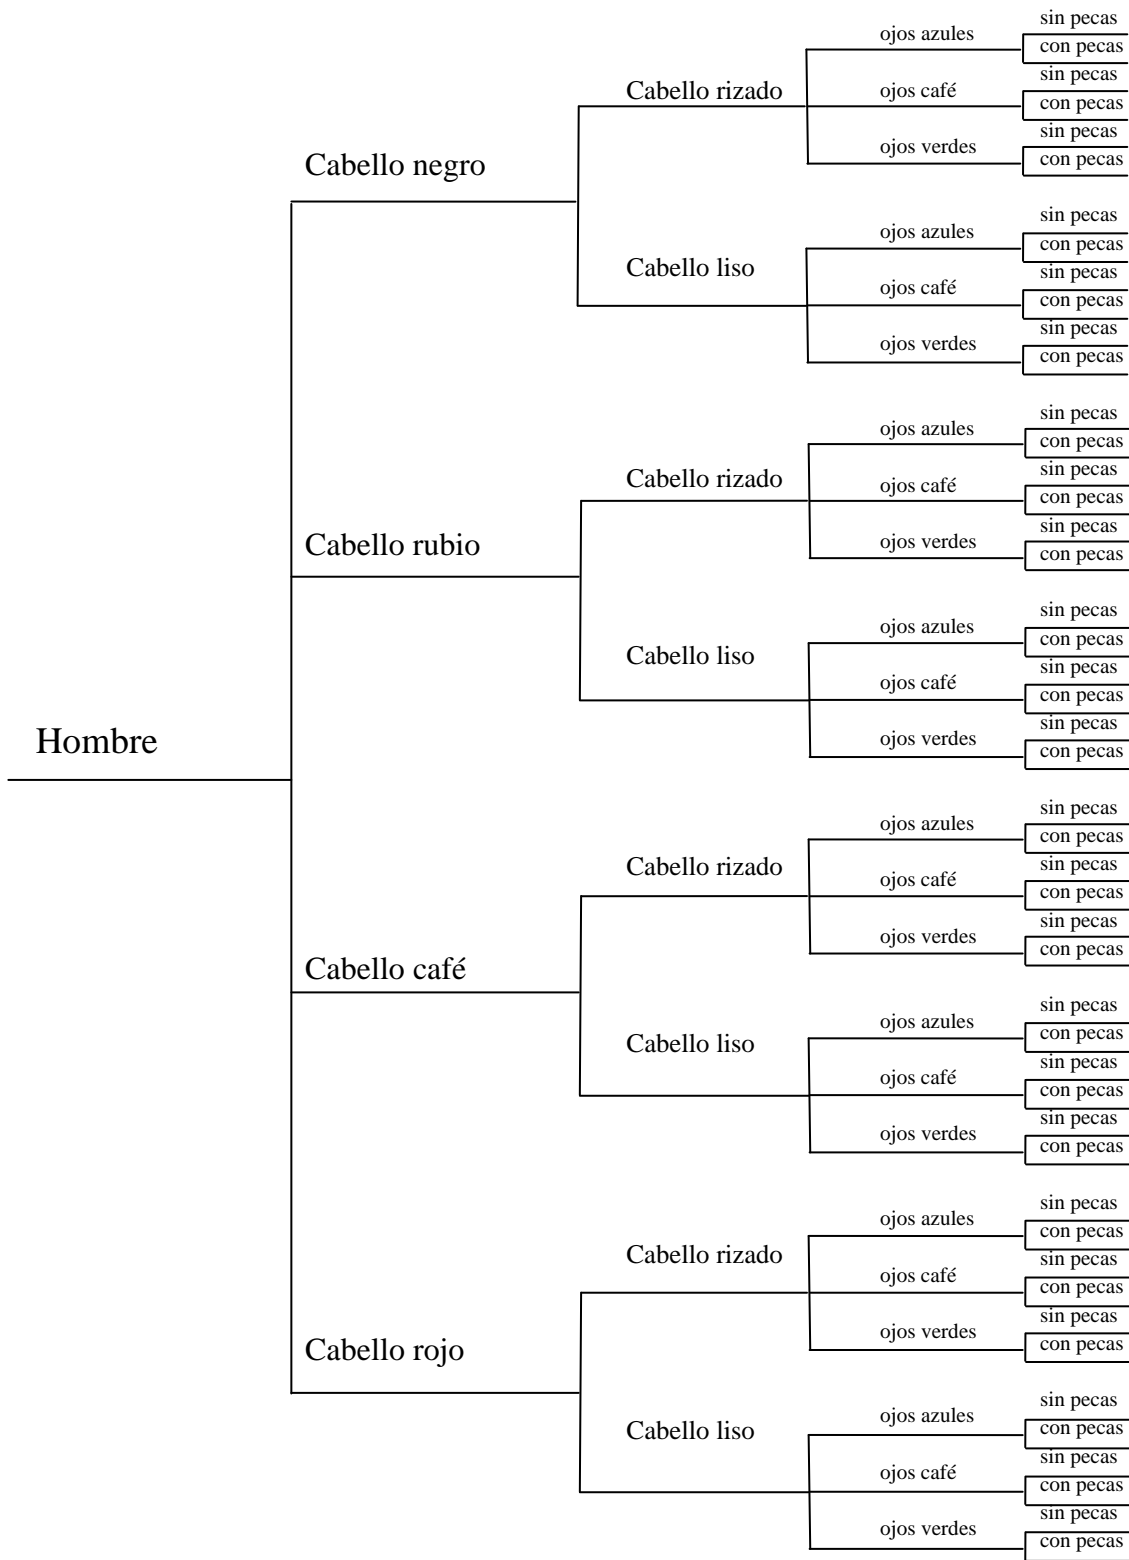 sin pecas
ojos azules
con pecas
sin pecas
Cabello rizado
ojos café
con pecas
sin pecas
ojos verdes
con pecas
Cabello negro
sin pecas
ojos azules
con pecas
Cabello liso
sin pecas
ojos café
con pecas
sin pecas
ojos verdes
con pecas
sin pecas
ojos azules
con pecas
Cabello rizado
sin pecas
ojos café
con pecas
sin pecas
ojos verdes
con pecas
Cabello rubio
sin pecas
ojos azules
con pecas
Cabello liso
sin pecas
ojos café
con pecas
sin pecas
ojos verdes
con pecas
Hombre
sin pecas
ojos azules
con pecas
Cabello rizado
sin pecas
ojos café
con pecas
sin pecas
ojos verdes
con pecas
Cabello café
sin pecas
ojos azules
con pecas
Cabello liso
sin pecas
ojos café
con pecas
sin pecas
ojos verdes
con pecas
sin pecas
ojos azules
con pecas
Cabello rizado
sin pecas
ojos café
con pecas
sin pecas
ojos verdes
con pecas
Cabello rojo
sin pecas
ojos azules
con pecas
Cabello liso
sin pecas
ojos café
con pecas
sin pecas
ojos verdes
con pecas